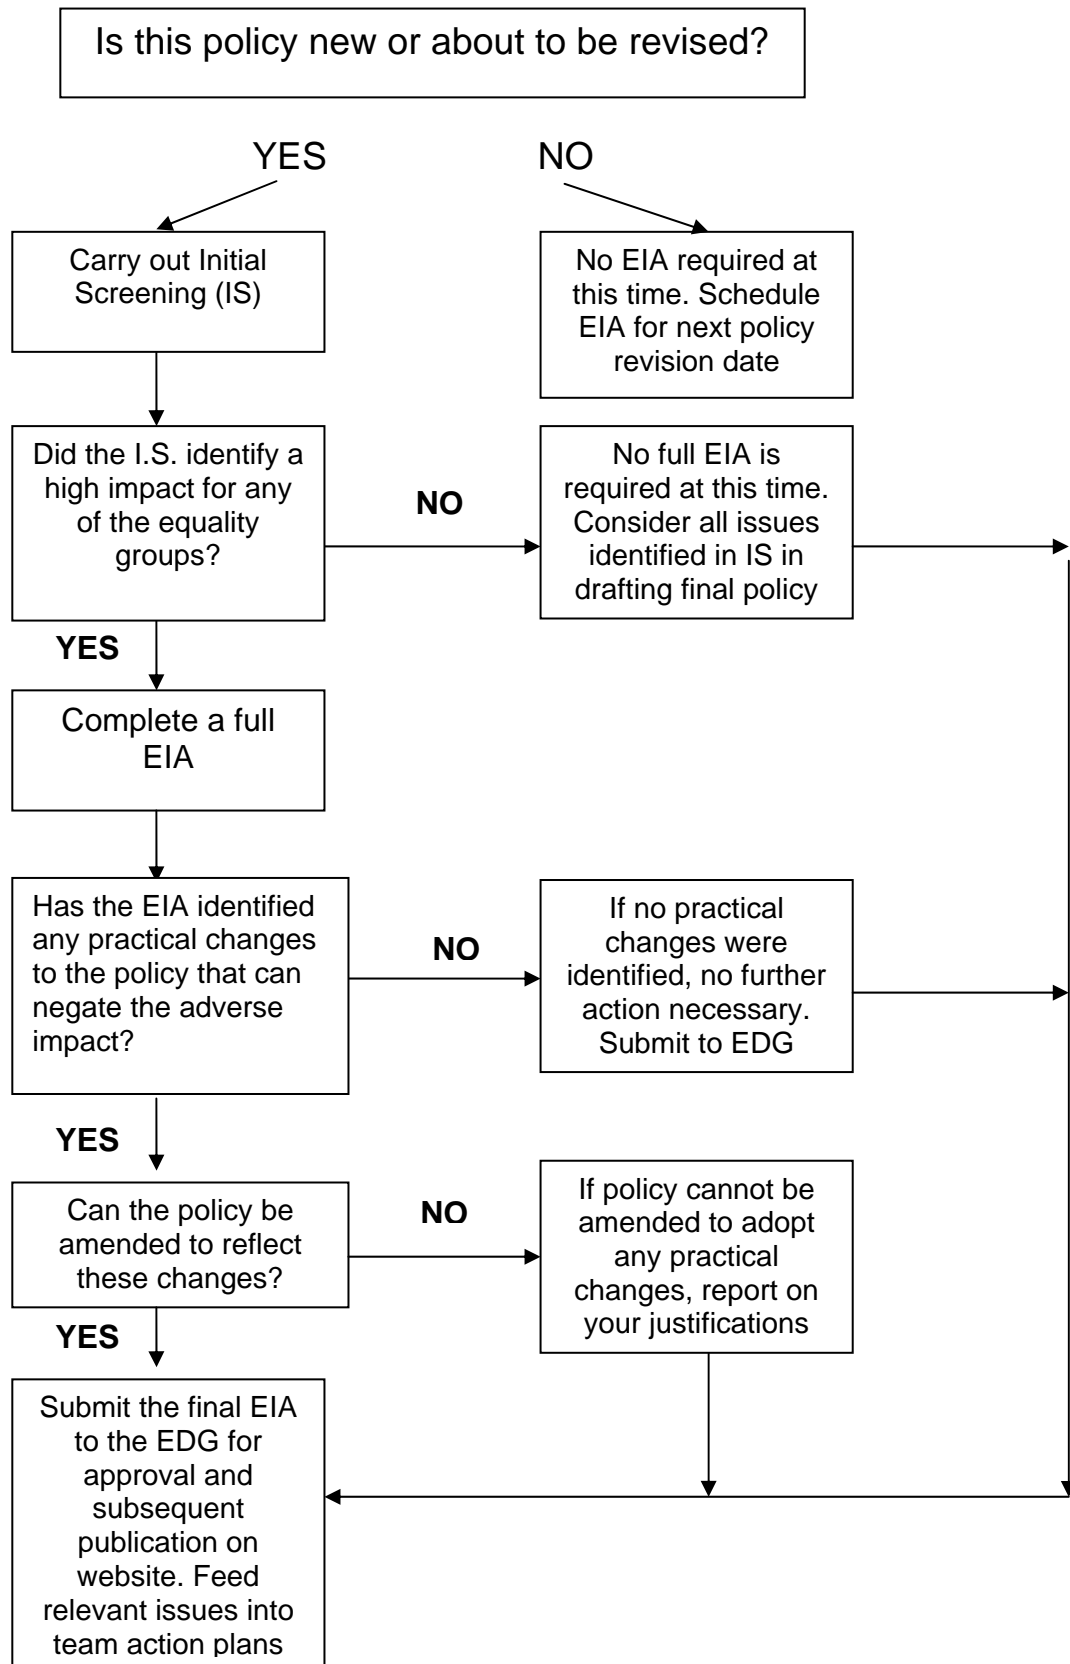 Is this policy new or about to be revised?
YES
NO
Carry out Initial
Screening (IS)
No EIA required at
this time. Schedule
EIA for next policy
revision date
Did the I.S. identify a
high impact for any
of the equality
groups?
NO
No full EIA is
required at this time.
Consider all issues
identified in IS in
drafting final policy
YES
Complete a full
EIA
Has the EIA identified
any practical changes
to the policy that can
negate the adverse
impact?
NO
If no practical
changes were
identified, no further
action necessary.
Submit to EDG
YES
Can the policy be
amended to reflect
these changes?
NO
If policy cannot be
amended to adopt
any practical
changes, report on
your justifications
YES
Submit the final EIA
to the EDG for
approval and
subsequent
publication on
website. Feed
relevant issues into
team action plans